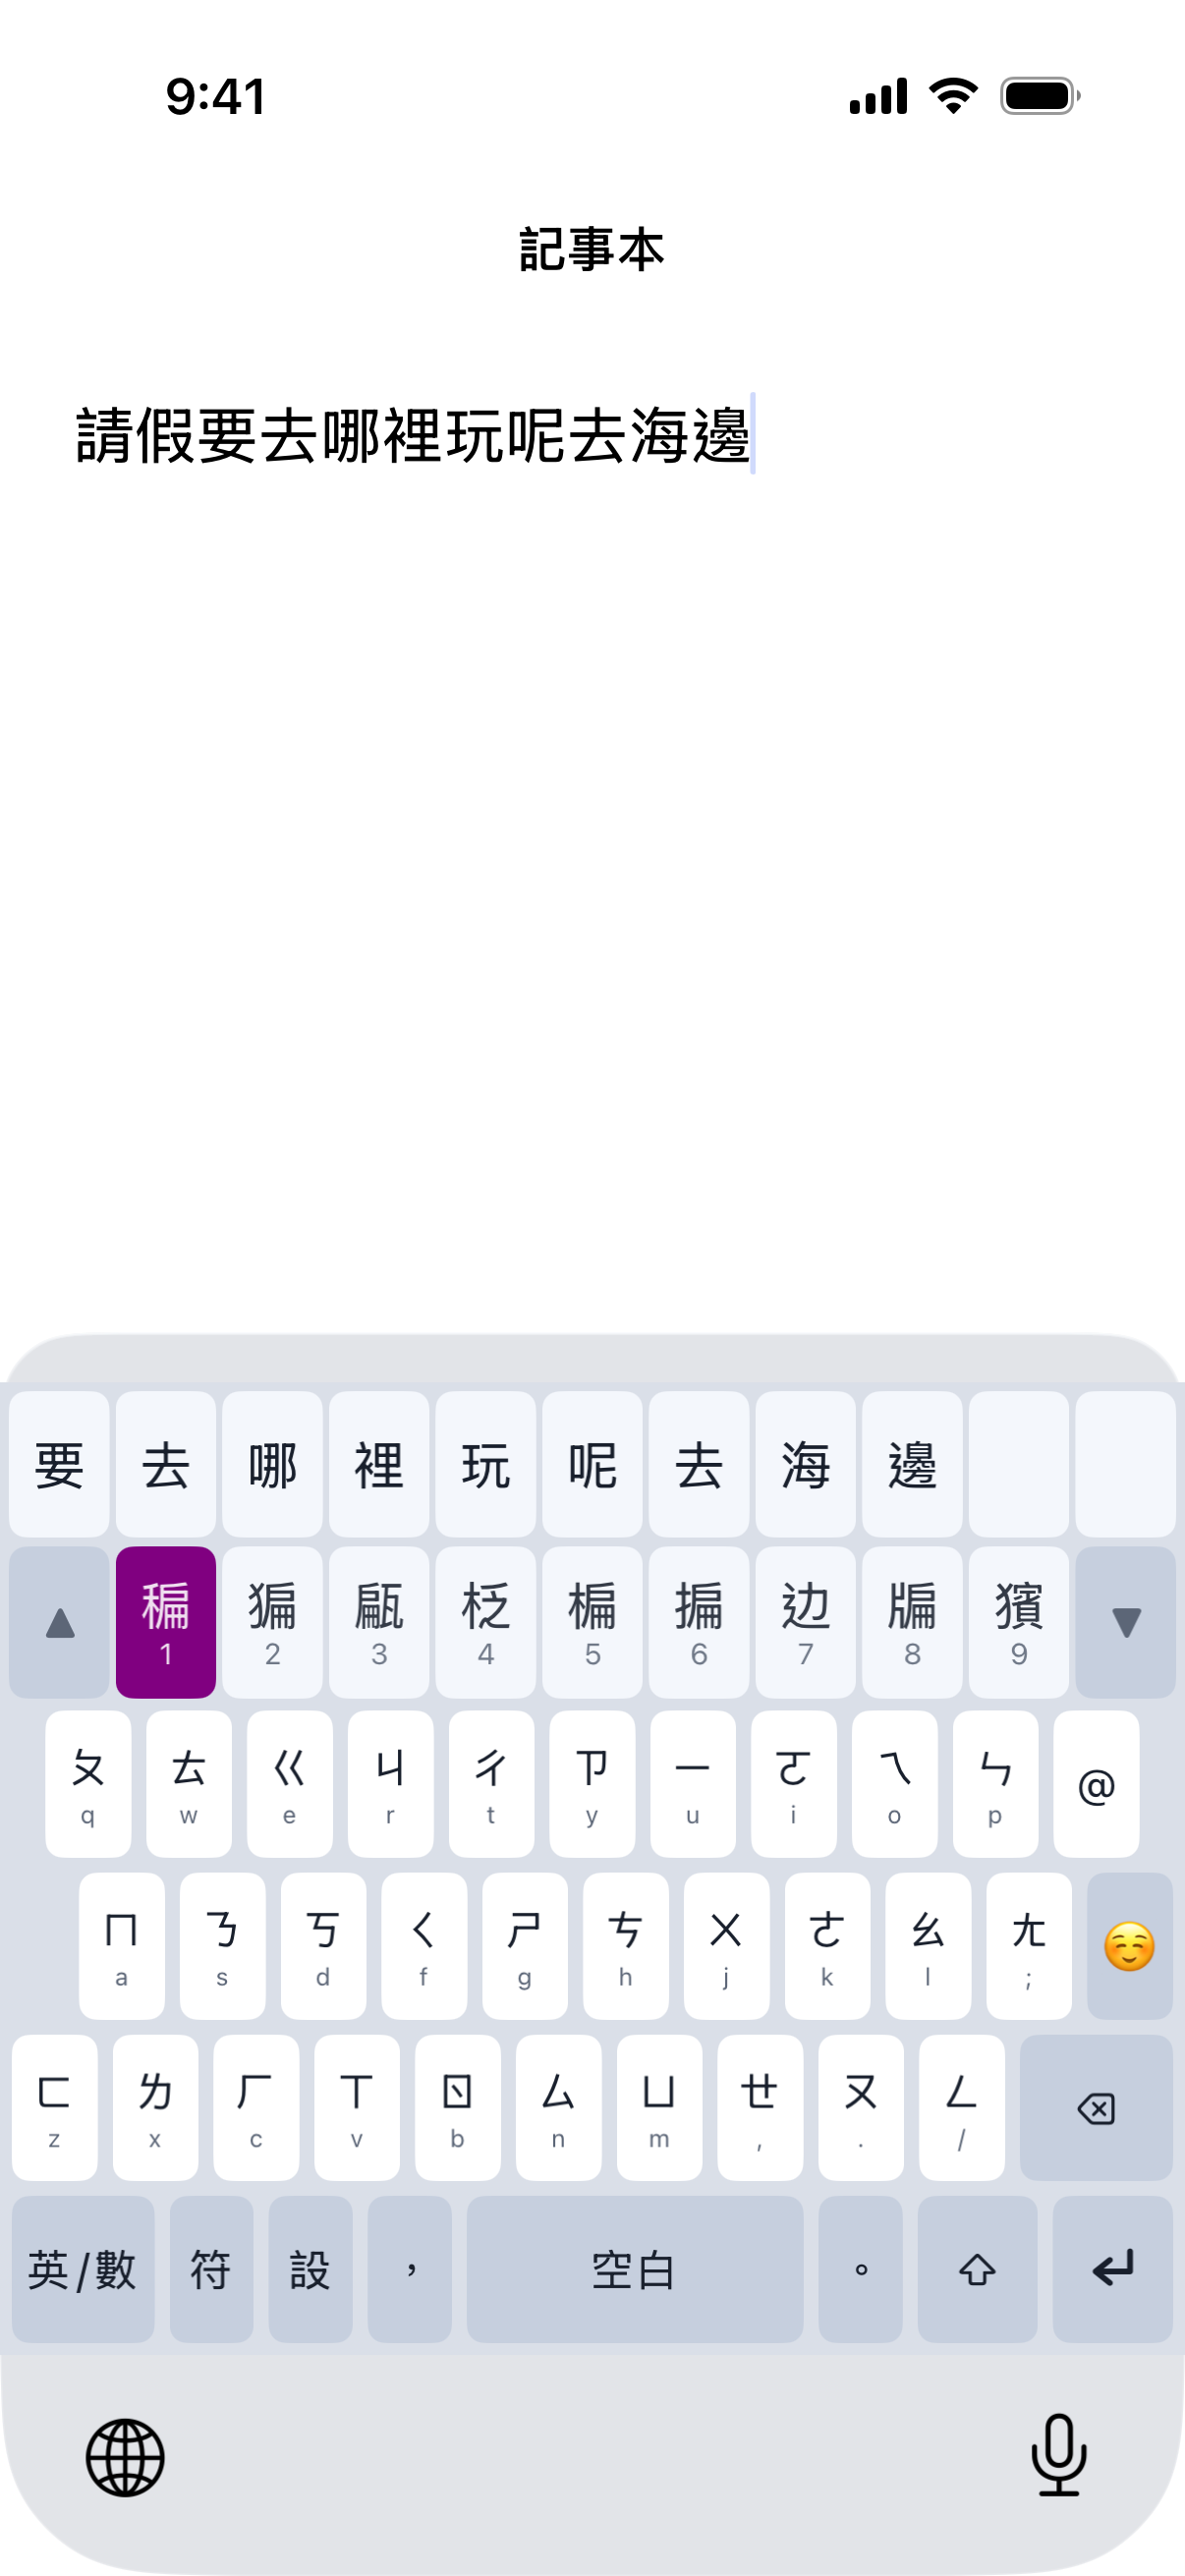 9:41
記事本
請假要去哪裡玩呢去海邊
要 去 哪 裡 玩 呢 去 海 邊
▲ 稨 1 猵 2 甂 3 柉 4 楄 5 揙 6 边 7 牑 8 獱 9 ▼
ㄆ q ㄊ w ㄍ e ㄐ r ㄔ t ㄗ y ㄧ u ㄛ i ㄟ o ㄣ p @
ㄇ a ㄋ s ㄎ d ㄑ f ㄕ g ㄘ h ㄨ j ㄜ k ㄠ l ㄤ ;
ㄈ z ㄌ x ㄏ c ㄒ v ㄖ b ㄙ n ㄩ m ㄝ , ㄡ . ㄥ /
英/數 符 設 , 空白 。